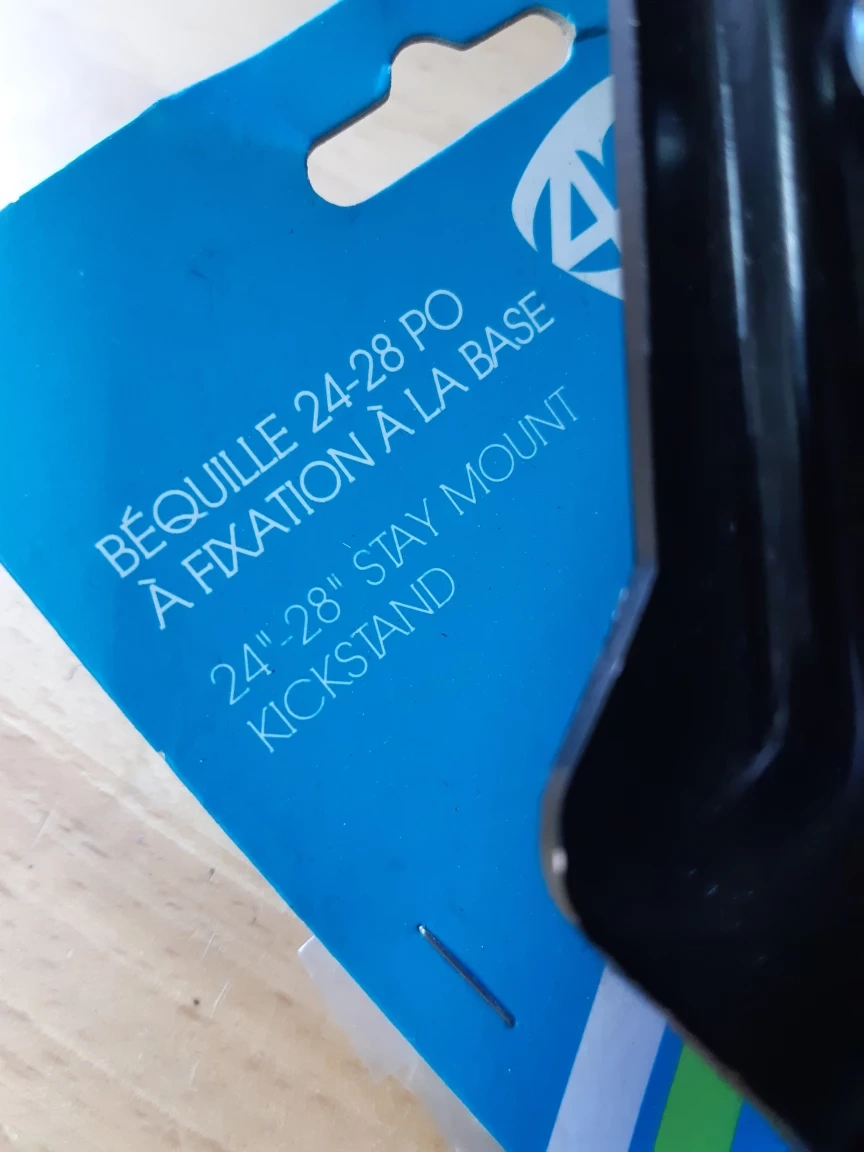 BÉQUILLE 24-28 PO
À FIXATION À LA BASE
24"-28" STAY MOUNT
KICKSTAND